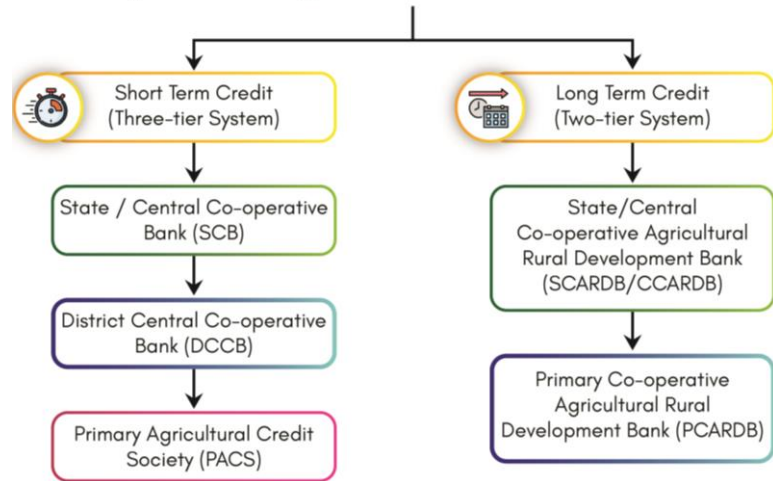 Short Term Credit
(Three-tier System)
State / Central Co-operative
Bank (SCB)
District Central Co-operative
Bank (DCCB)
Primary Agricultural Credit
Society (PACS)
Long Term Credit
(Two-tier System)
State/Central
Co-operative Agricultural
Rural Development Bank
(SCARDB/CCARDB)
Primary Co-operative
Agricultural Rural
Development Bank (PCARDB)